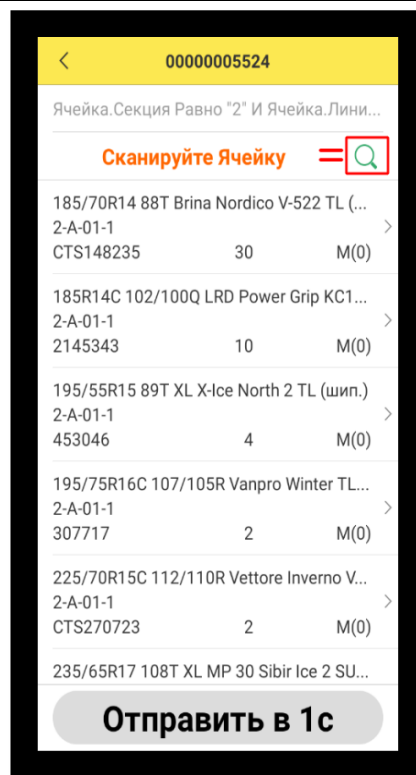 00000005524
Ячейка.Секция Равно "2" И Ячейка.Лини...
Сканируйте Ячейку =
185/70R14 88T Brina Nordico V-522 TL (...
2-A-01-1
CTS148235 30 М(0)
185R14C 102/100Q LRD Power Grip KC1...
2-A-01-1
2145343 10 М(0)
195/55R15 89T XL X-Ice North 2 TL (шип.)
2-A-01-1
453046 4 М(0)
195/75R16C 107/105R Vanpro Winter TL...
2-A-01-1
307717 2 М(0)
225/70R15C 112/110R Vettore Inverno V...
2-A-01-1
CTS270723 2 М(0)
235/65R17 108T XL MP 30 Sibir Ice 2 SU...
Отправить в 1с